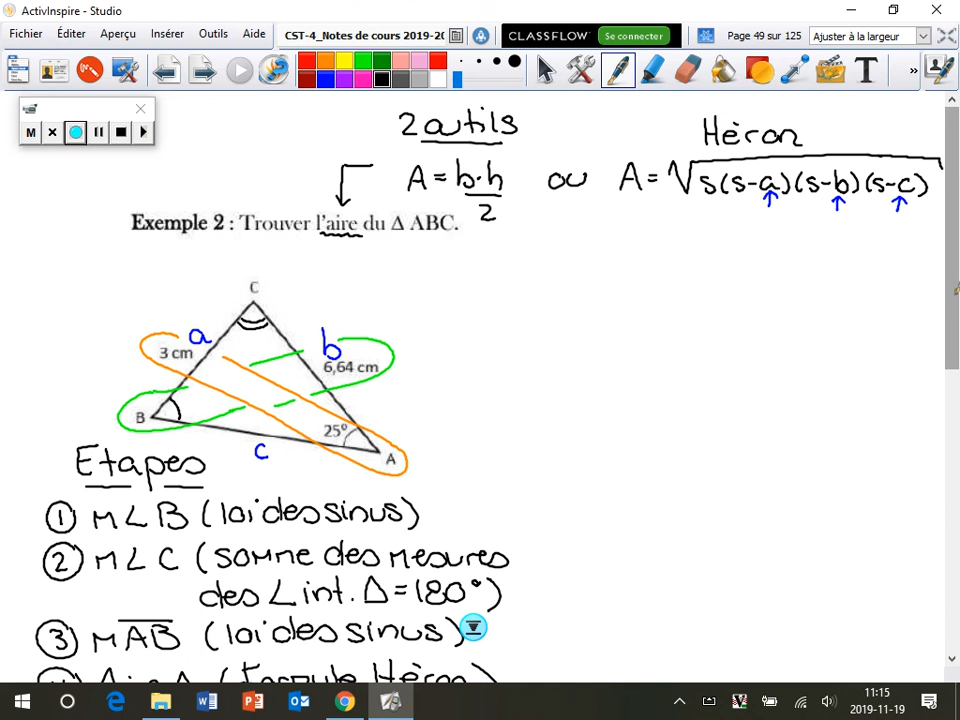 ActivInspire - Studio
Fichier Éditer Aperçu Insérer Outils Aide CST-4_Notes de cours 2019-20 CLASSFLOW Se connecter Page 49 sur 125 Ajuster à la largeur
T »
M
2 outils
Héron
A = b·h/2 ou A = √s(s-a)(s-b)(s-c)
Exemple 2 : Trouver l'aire du Δ ABC.
C
a b
3 cm 6,64 cm
B 25° A
c
Etapes
① m∠B (loi des sinus)
② m∠C (somme des mesures
des ∠ int. Δ = 180°)
③ mAB (loi des sinus)
11:15
2019-11-19